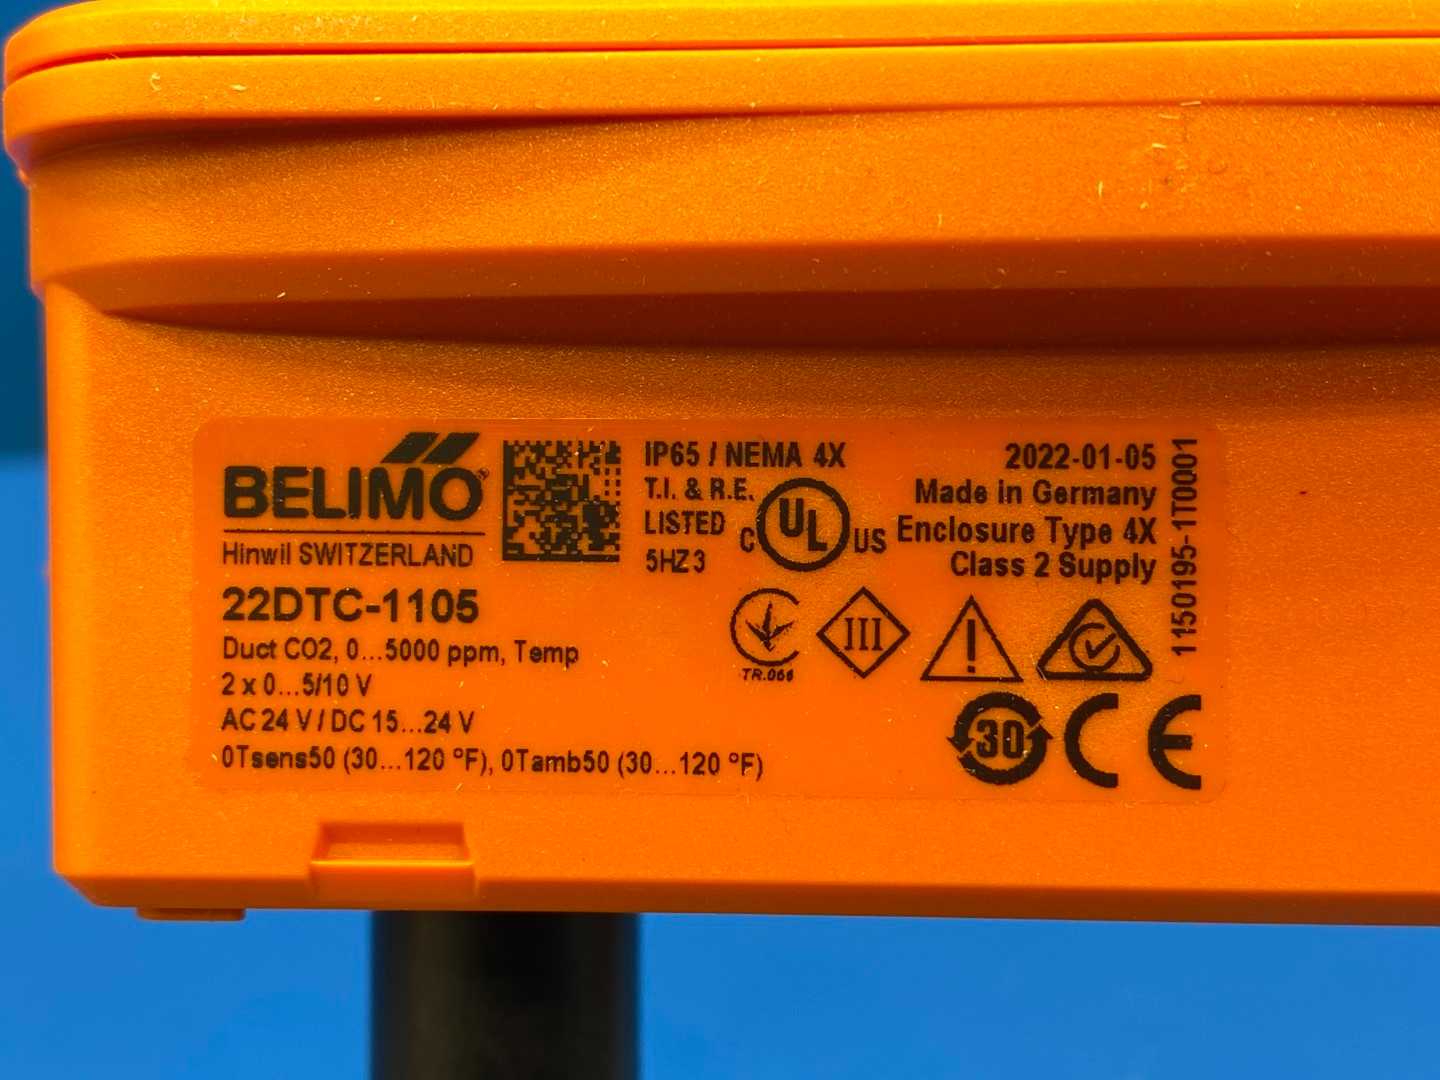 BELIMO®
Hinwil SWITZERLAND
22DTC-1105
Duct CO2, 0...5000 ppm, Temp
2 x 0...5/10 V
AC 24 V / DC 15...24 V
0Tsens50 (30...120 °F), 0Tamb50 (30...120 °F)
IP65 / NEMA 4X
T.I. & R.E.
LISTED
5HZ3
C UL US
2022-01-05
Made in Germany
Enclosure Type 4X
Class 2 Supply
1150195-1T0001
TR.066
III
!
30
CE